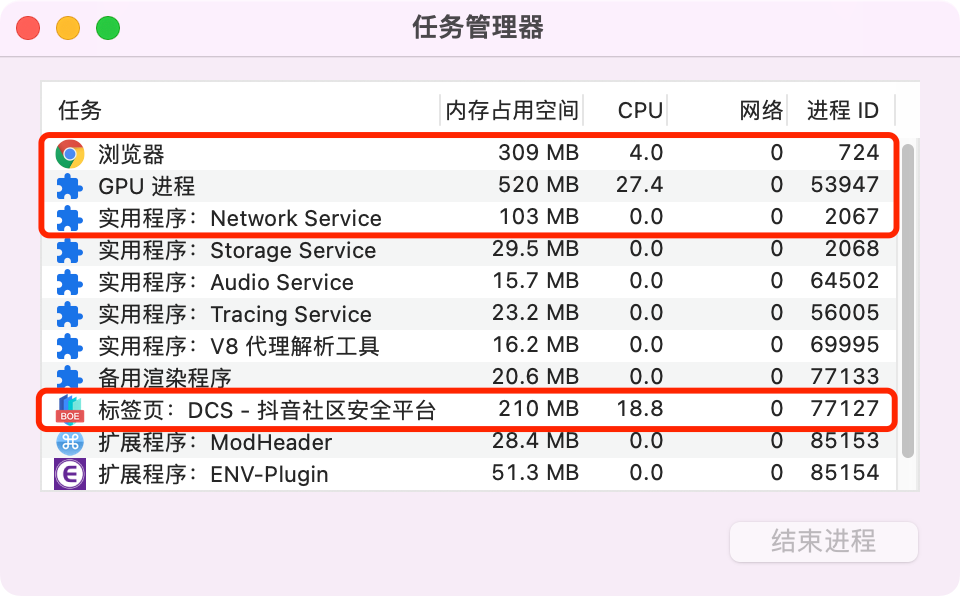 任务管理器
任务 内存占用空间 CPU 网络 进程 ID
浏览器 309 MB 4.0 0 724
GPU 进程 520 MB 27.4 0 53947
实用程序：Network Service 103 MB 0.0 0 2067
实用程序：Storage Service 29.5 MB 0.0 0 2068
实用程序：Audio Service 15.7 MB 0.0 0 64502
实用程序：Tracing Service 23.2 MB 0.0 0 56005
实用程序：V8 代理解析工具 16.2 MB 0.0 0 69995
备用渲染程序 20.6 MB 0.0 0 77133
BOE 标签页：DCS - 抖音社区安全平台 210 MB 18.8 0 77127
扩展程序：ModHeader 28.4 MB 0.0 0 85153
扩展程序：ENV-Plugin 51.3 MB 0.0 0 85154
结束进程